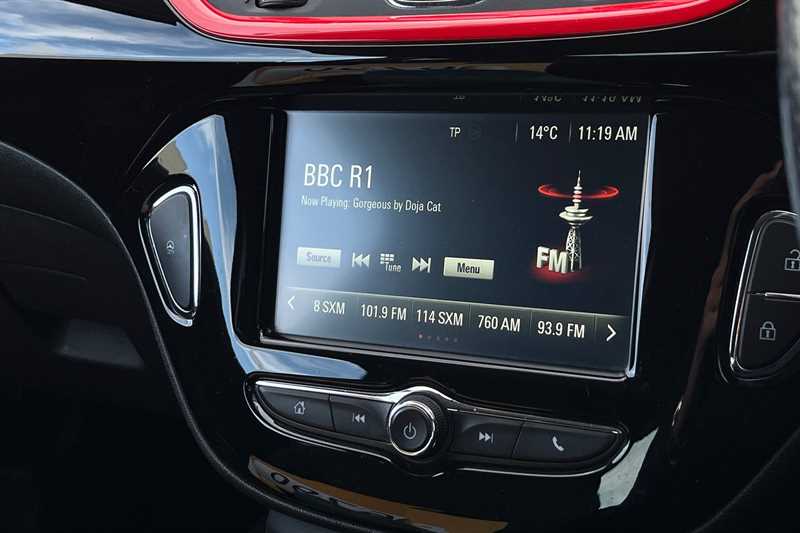 TP 14°C 11:19 AM
BBC R1
Now Playing: Gorgeous by Doja Cat
FM
Source Tune Menu
8 SXM 101.9 FM 114 SXM 760 AM 93.9 FM